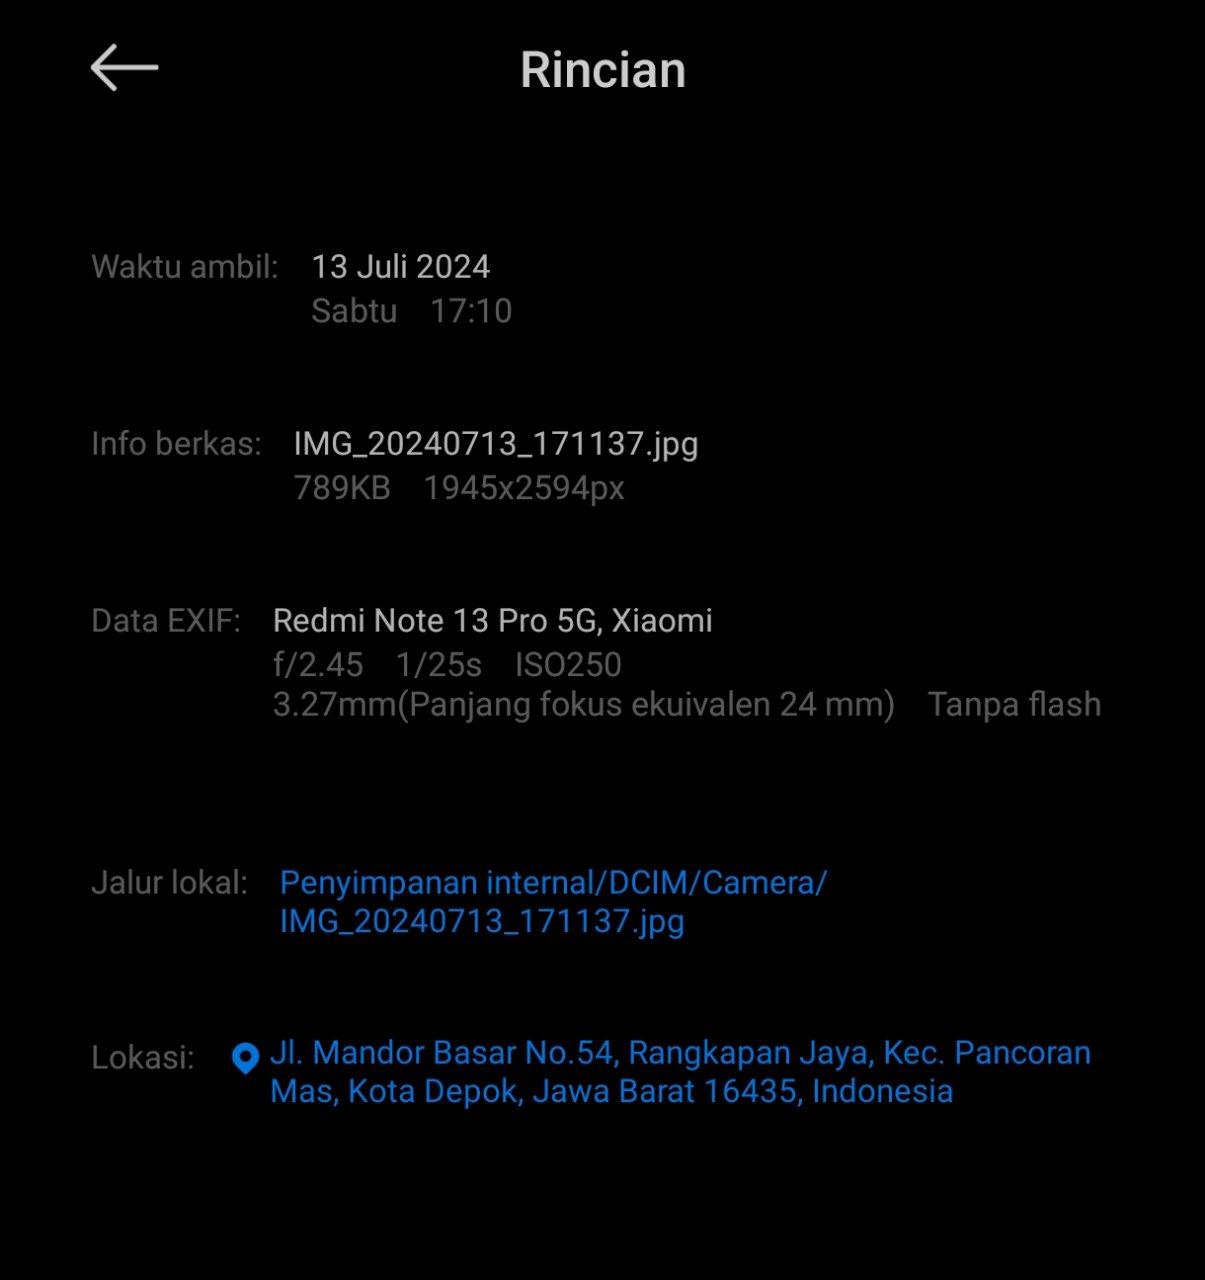 Rincian
Waktu ambil: 13 Juli 2024
Sabtu 17:10
Info berkas: IMG_20240713_171137.jpg
789KB 1945x2594px
Data EXIF: Redmi Note 13 Pro 5G, Xiaomi
f/2.45 1/25s ISO250
3.27mm(Panjang fokus ekuivalen 24 mm) Tanpa flash
Jalur lokal: Penyimpanan internal/DCIM/Camera/
IMG_20240713_171137.jpg
Lokasi: Jl. Mandor Basar No.54, Rangkapan Jaya, Kec. Pancoran
Mas, Kota Depok, Jawa Barat 16435, Indonesia